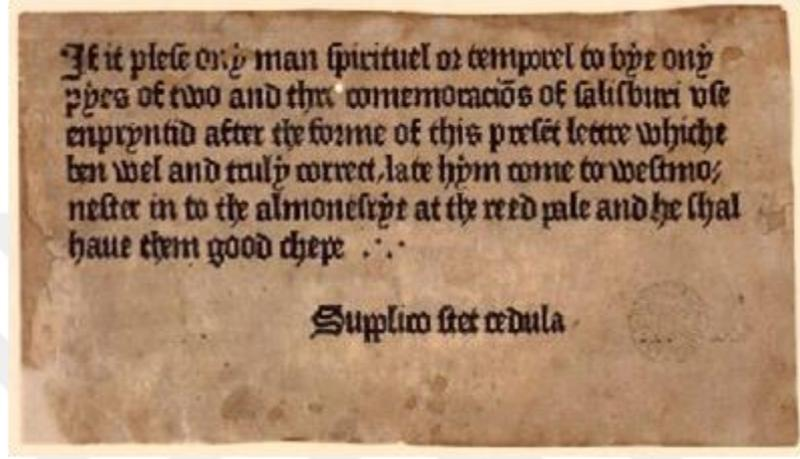 If it plese ony man spirituel or temporel to bye ony
pyes of two and thre comemoraciōs of salisburi vse
enpryntid after the forme of this presēt lettre whiche
ben wel and truly correct, late hym come to westmo⸗
nester in to the almonesrye at the reed pale and he shal
haue them good chepe .·.·
Supplico stet cedula